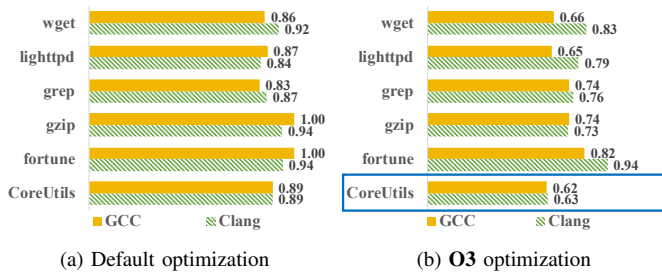 wget 0.86
0.92
lighttpd 0.87
0.84
grep 0.83
0.87
gzip 1.00
0.94
fortune 1.00
0.94
CoreUtils 0.89
0.89
GCC Clang
(a) Default optimization
wget 0.66
0.83
lighttpd 0.65
0.79
grep 0.74
0.76
gzip 0.74
0.73
fortune 0.82
0.94
CoreUtils 0.62
0.63
GCC Clang
(b) O3 optimization